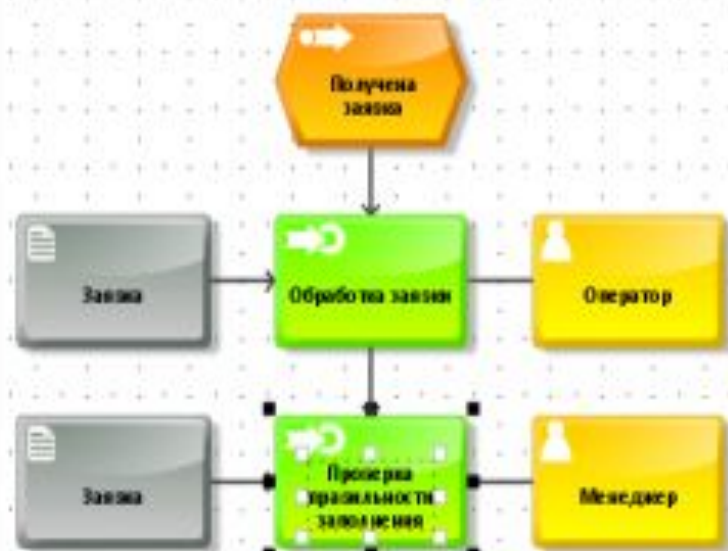 Получена
заявка
Заявка
Обработка заявки
Оператор
Заявка
Проверка
правильности
заполнения
Менеджер